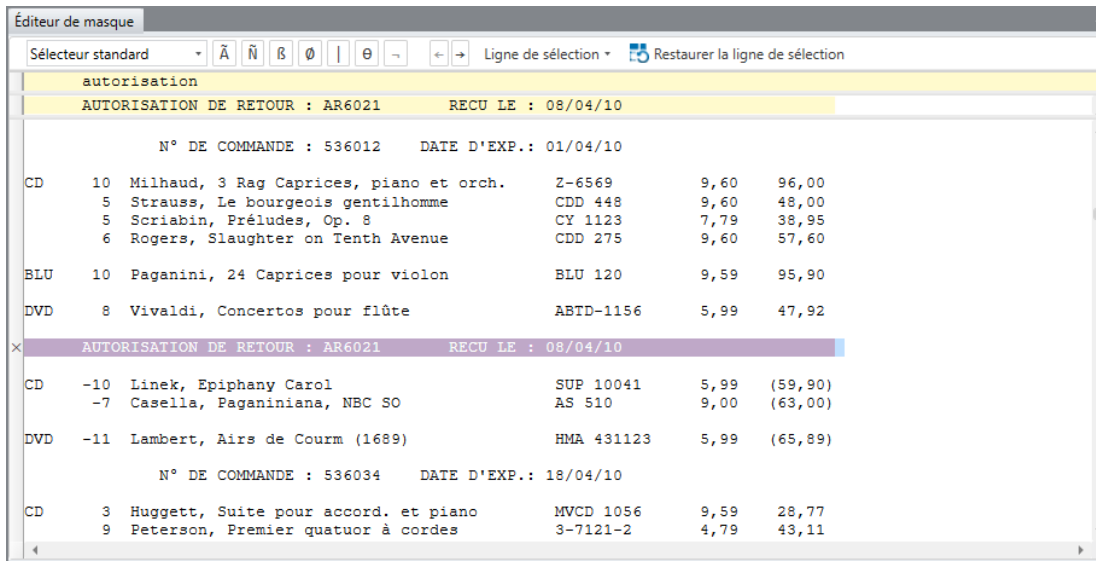 Éditeur de masque
Sélecteur standard Ã Ñ ß Ø | θ ¬ ← → Ligne de sélection Restaurer la ligne de sélection
autorisation
AUTORISATION DE RETOUR : AR6021 RECU LE : 08/04/10
N° DE COMMANDE : 536012 DATE D'EXP.: 01/04/10
CD 10 Milhaud, 3 Rag Caprices, piano et orch. Z-6569 9,60 96,00
5 Strauss, Le bourgeois gentilhomme CDD 448 9,60 48,00
5 Scriabin, Préludes, Op. 8 CY 1123 7,79 38,95
6 Rogers, Slaughter on Tenth Avenue CDD 275 9,60 57,60
BLU 10 Paganini, 24 Caprices pour violon BLU 120 9,59 95,90
DVD 8 Vivaldi, Concertos pour flûte ABTD-1156 5,99 47,92
AUTORISATION DE RETOUR : AR6021 RECU LE : 08/04/10
CD -10 Linek, Epiphany Carol SUP 10041 5,99 (59,90)
-7 Casella, Paganiniana, NBC SO AS 510 9,00 (63,00)
DVD -11 Lambert, Airs de Courm (1689) HMA 431123 5,99 (65,89)
N° DE COMMANDE : 536034 DATE D'EXP.: 18/04/10
CD 3 Huggett, Suite pour accord. et piano MVCD 1056 9,59 28,77
9 Peterson, Premier quatuor à cordes 3-7121-2 4,79 43,11